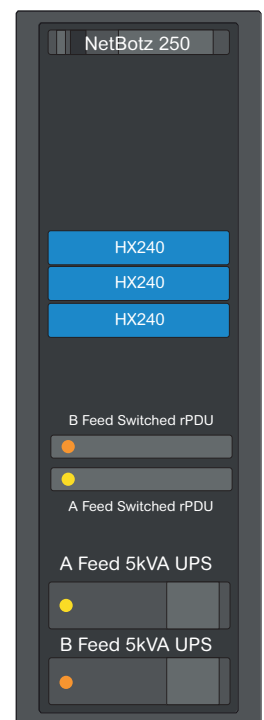 NetBotz 250
HX240
HX240
HX240
B Feed Switched rPDU
A Feed Switched rPDU
A Feed 5kVA UPS
B Feed 5kVA UPS